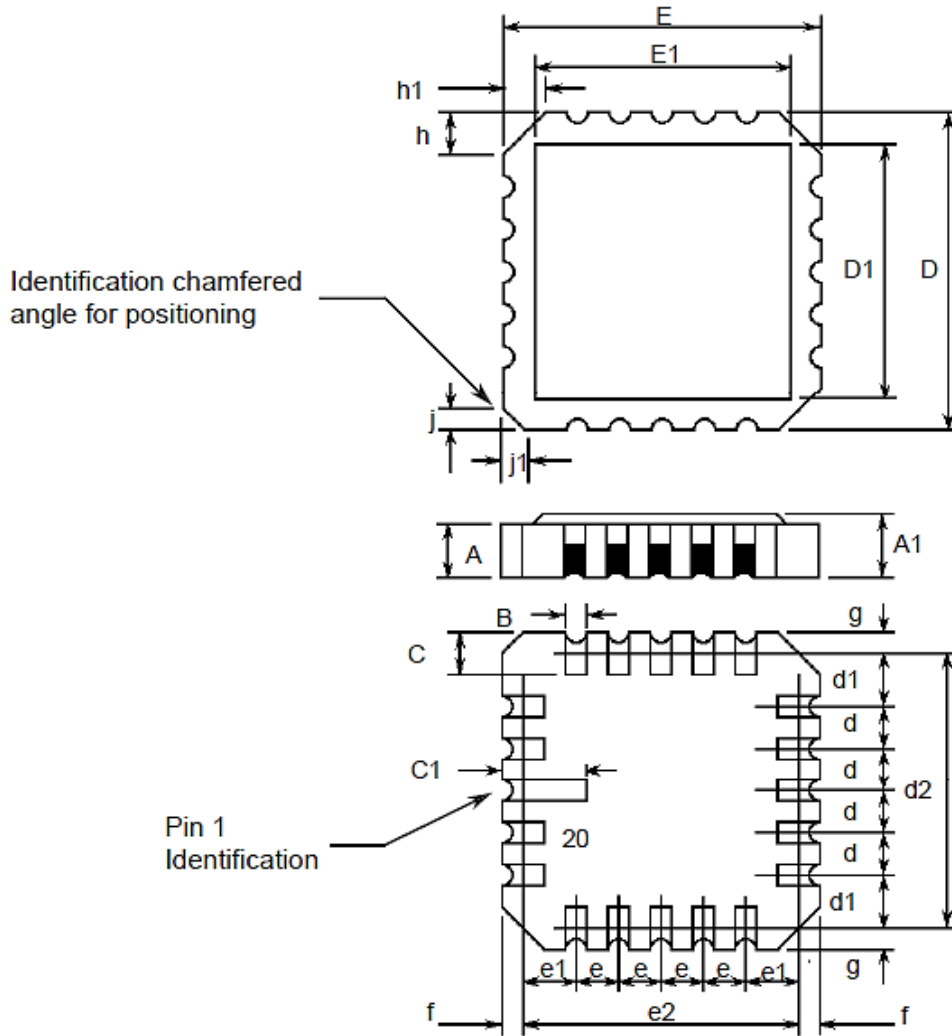 E
E1
h1
h
D1
D
Identification chamfered
angle for positioning
j
j1
A
A1
B
g
C
d1
d
C1
d
d2
d
Pin 1
Identification
20
d
d1
e1
e
e
e
e
e1
g
f
e2
f